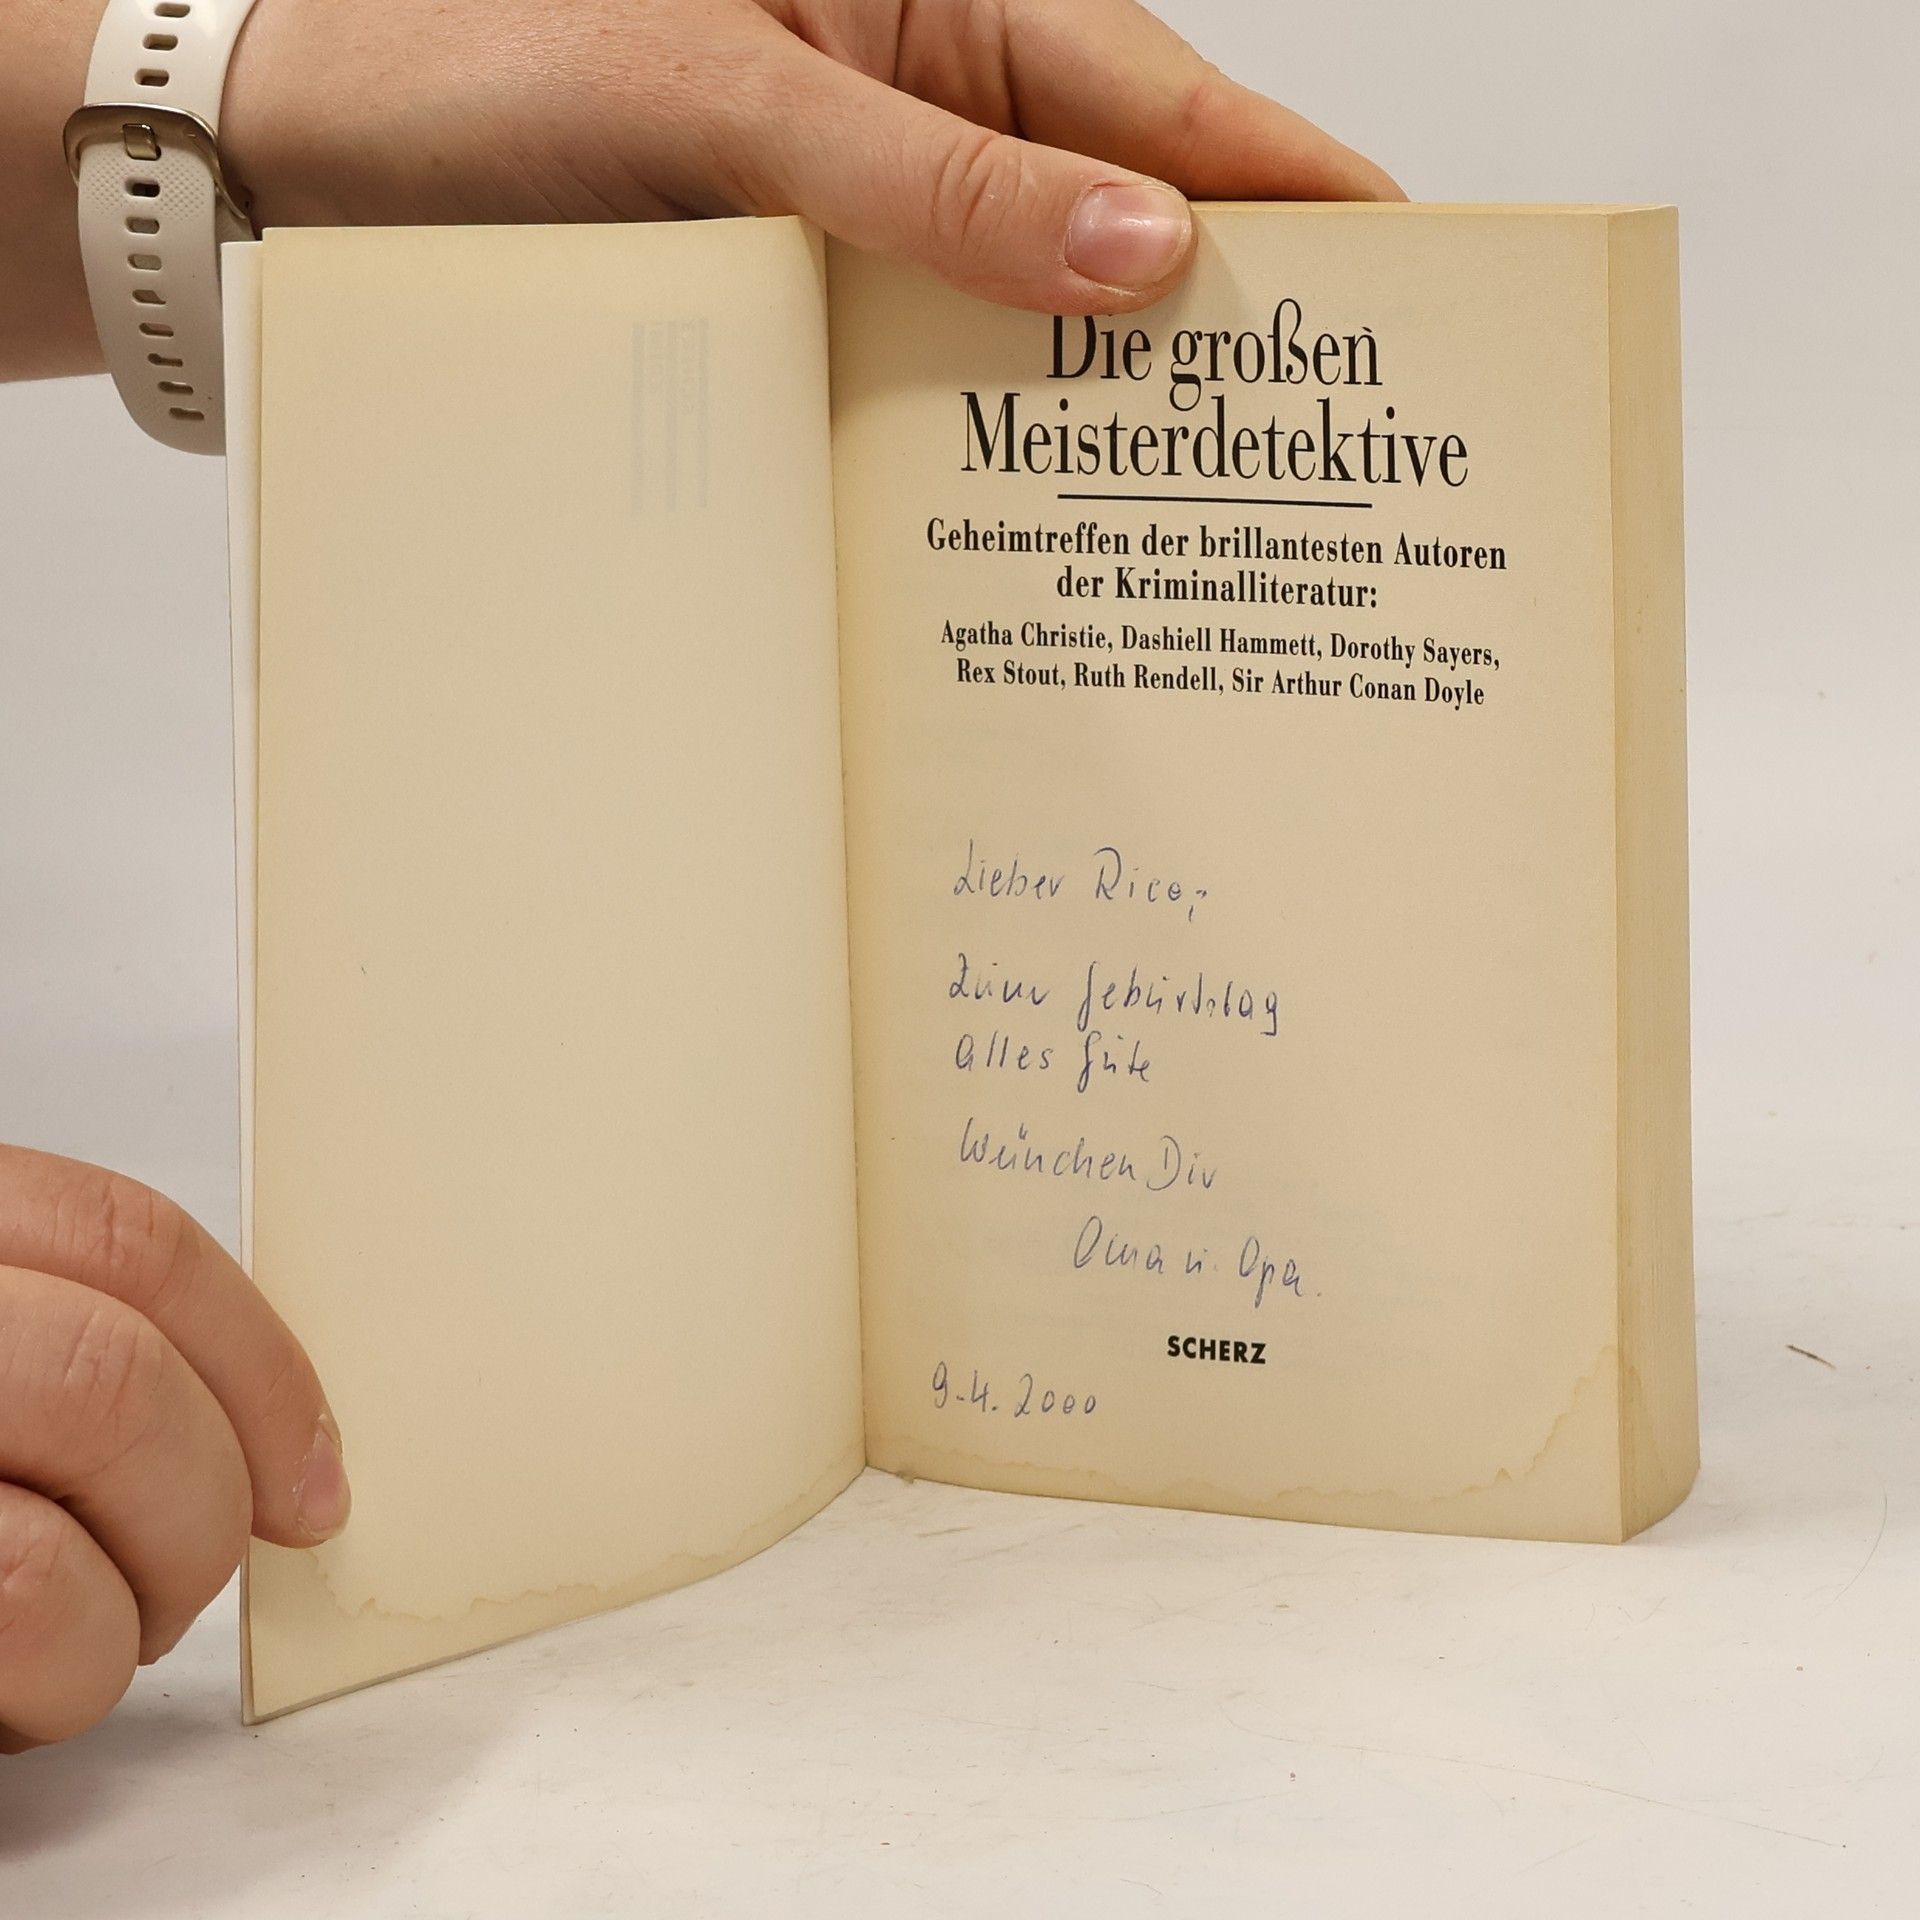 Die großen
Meisterdetektive
Geheimtreffen der brillantesten Autoren
der Kriminalliteratur:
Agatha Christie, Dashiell Hammett, Dorothy Sayers,
Rex Stout, Ruth Rendell, Sir Arthur Conan Doyle
Lieber Rico,
Zum Geburtstag
alles Gute
Wünchen Dir
Oma u. Opa.
SCHERZ
9.4.2000